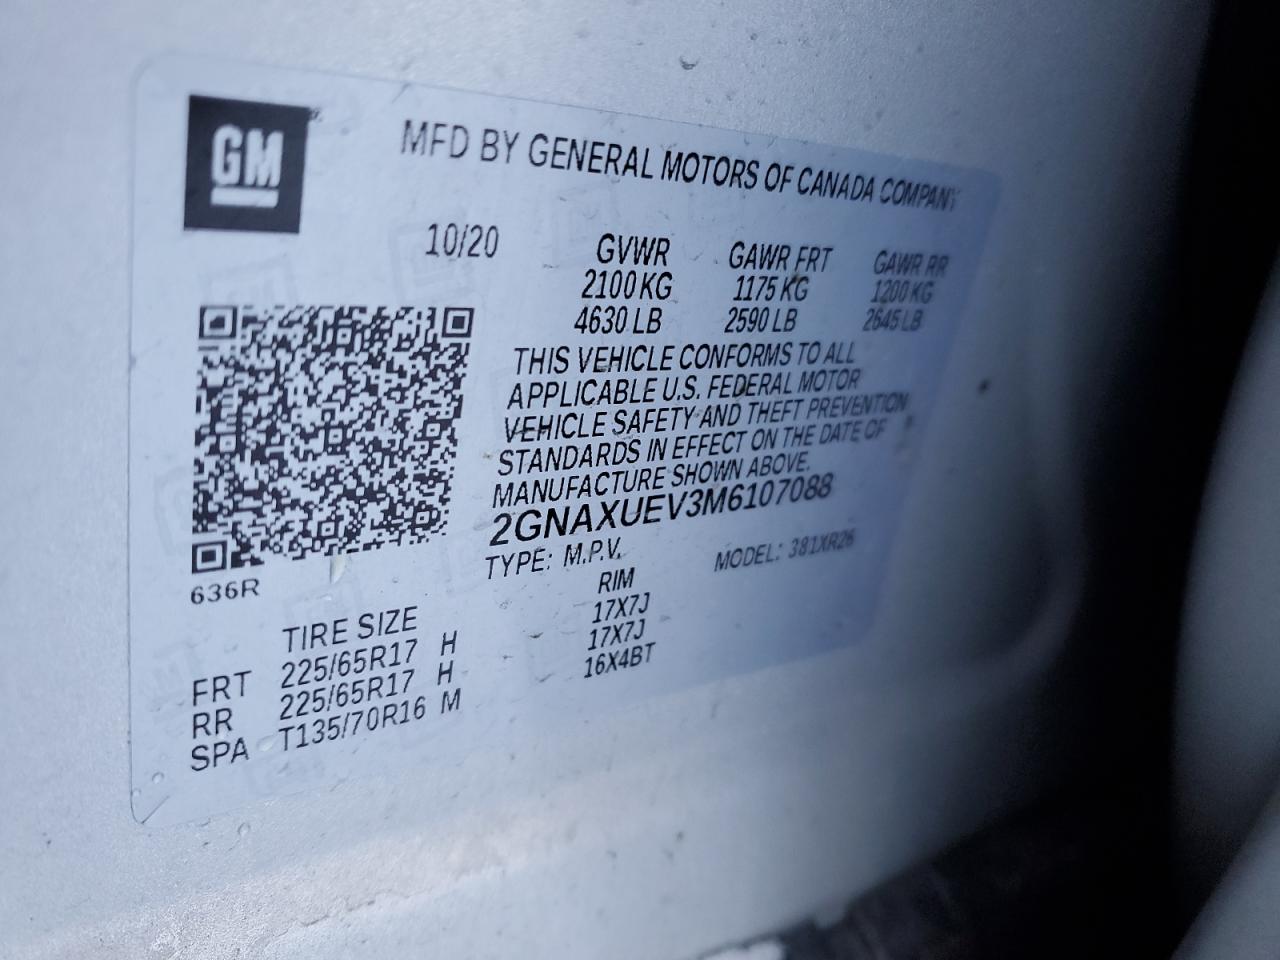 GM
MFD BY GENERAL MOTORS OF CANADA COMPANY
10/20
GVWR GAWR FRT GAWR RR
2100 KG 1175 KG 1200 KG
4630 LB 2590 LB 2645 LB
THIS VEHICLE CONFORMS TO ALL
APPLICABLE U.S. FEDERAL MOTOR
VEHICLE SAFETY AND THEFT PREVENTION
STANDARDS IN EFFECT ON THE DATE OF
MANUFACTURE SHOWN ABOVE.
2GNAXUEV3M6107088
TYPE: M.P.V. MODEL: 381XR26
636R
TIRE SIZE RIM
FRT 225/65R17 H 17X7J
RR 225/65R17 H 17X7J
SPA T135/70R16 M 16X4BT